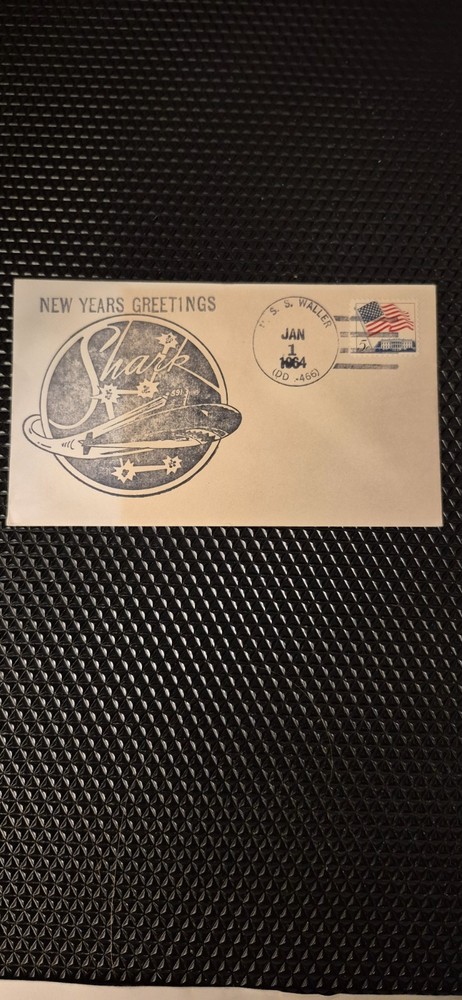 NEW YEARS GREETINGS
Shark
591
U. S. S. WALLER
JAN
1
1964
(DD-466)
5¢